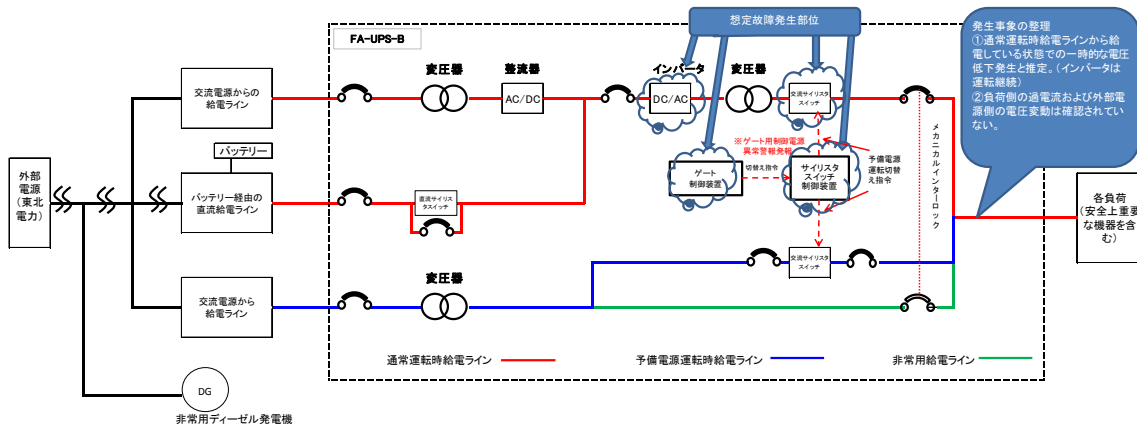 想定故障発生部位
発生事象の整理
①通常運転時給電ラインから給
電している状態での一時的な電圧
低下発生と推定。(インバータは
運転継続)
②負荷側の過電流および外部電
源側の電圧変動は確認されてい
ない。
FA-UPS-B
変圧器
整流器
インバータ
変圧器
交流電源からの
給電ライン
AC/DC
DC/AC
交流サイリスタ
スイッチ
バッテリー
※ゲート用制御電源
異常警報発報
予備電源
運転切替
え指令
メカニカルインターロック
外部
電源
(東北
電力)
バッテリー経由の
直流給電ライン
直流サイリス
タスイッチ
ゲート
制御装置
切替え指令
サイリスタ
スイッチ
制御装置
各負荷
(安全上重要
な機器を含
む)
交流サイリスタ
スイッチ
変圧器
交流電源から
給電ライン
通常運転時給電ライン
予備電源運転時給電ライン
非常用給電ライン
DG
非常用ディーゼル発電機